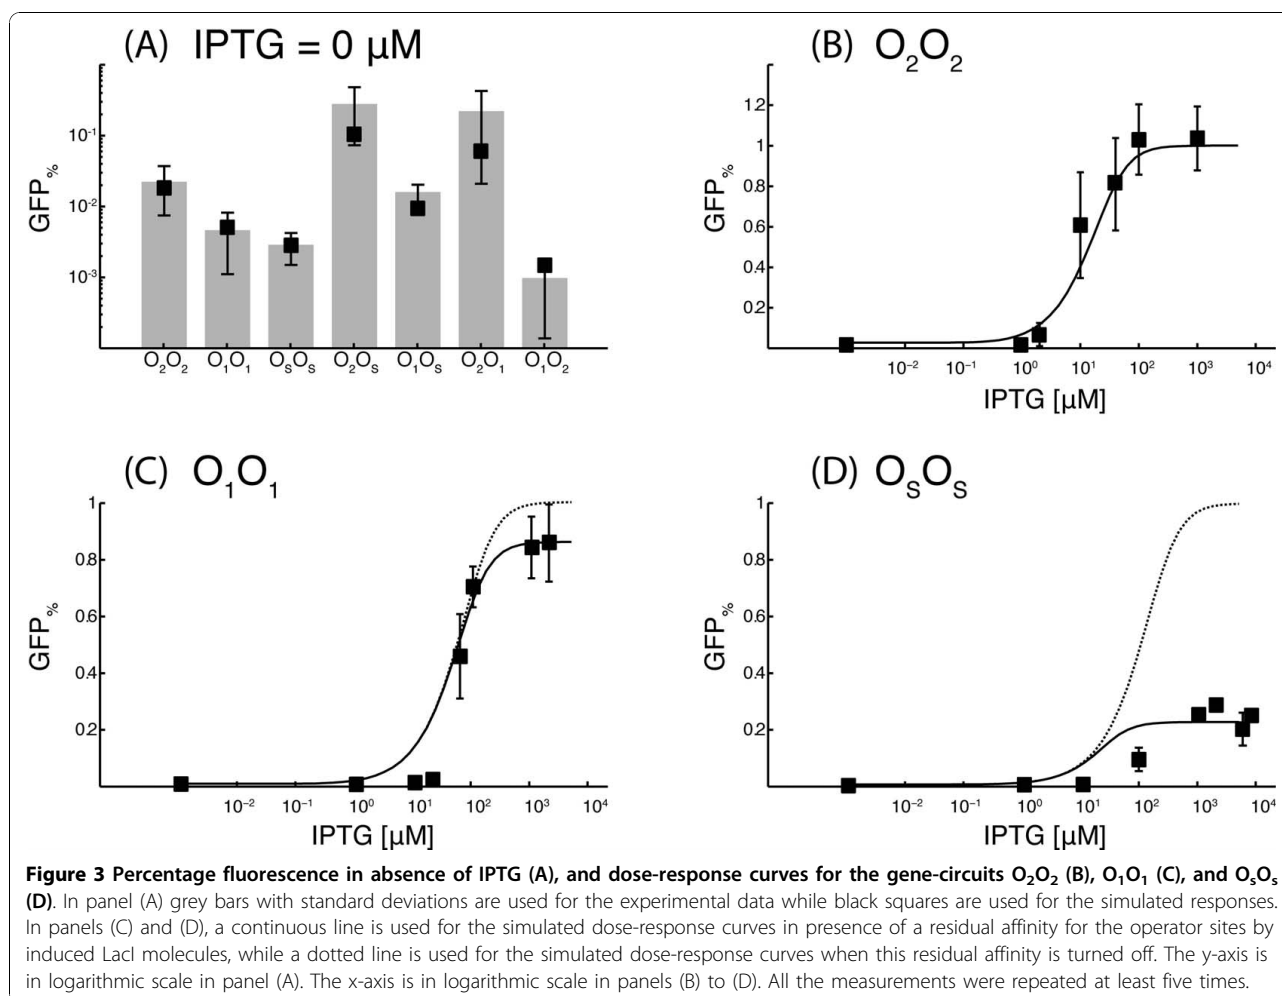 (A) IPTG = 0 µM
GFP%
10⁻¹
10⁻²
10⁻³
O₂O₂ O₁O₁ OₛOₛ O₂Oₛ O₁Oₛ O₂O₁ O₁O₂
(B) O₂O₂
GFP%
1.2
1
0.8
0.6
0.4
0.2
10⁻² 10⁻¹ 10⁰ 10¹ 10² 10³ 10⁴
IPTG [µM]
(C) O₁O₁
GFP%
1
0.8
0.6
0.4
0.2
10⁻² 10⁻¹ 10⁰ 10¹ 10² 10³ 10⁴
IPTG [µM]
(D) OₛOₛ
GFP%
1
0.8
0.6
0.4
0.2
10⁻² 10⁻¹ 10⁰ 10¹ 10² 10³ 10⁴
IPTG [µM]
Figure 3 Percentage fluorescence in absence of IPTG (A), and dose-response curves for the gene-circuits O₂O₂ (B), O₁O₁ (C), and OₛOₛ
(D). In panel (A) grey bars with standard deviations are used for the experimental data while black squares are used for the simulated responses.
In panels (C) and (D), a continuous line is used for the simulated dose-response curves in presence of a residual affinity for the operator sites by
induced LacI molecules, while a dotted line is used for the simulated dose-response curves when this residual affinity is turned off. The y-axis is
in logarithmic scale in panel (A). The x-axis is in logarithmic scale in panels (B) to (D). All the measurements were repeated at least five times.